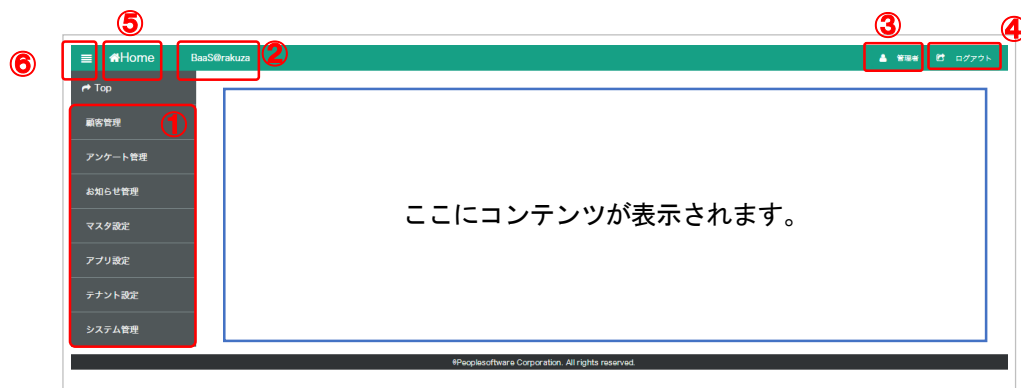 ⑤
③
④
⑥
Home
BaaS@rakuza
②
管理者
ログアウト
Top
①
顧客管理
アンケート管理
お知らせ管理
マスタ設定
アプリ設定
テナント設定
システム管理
ここにコンテンツが表示されます。
©Peoplesoftware Corporation. All rights reserved.